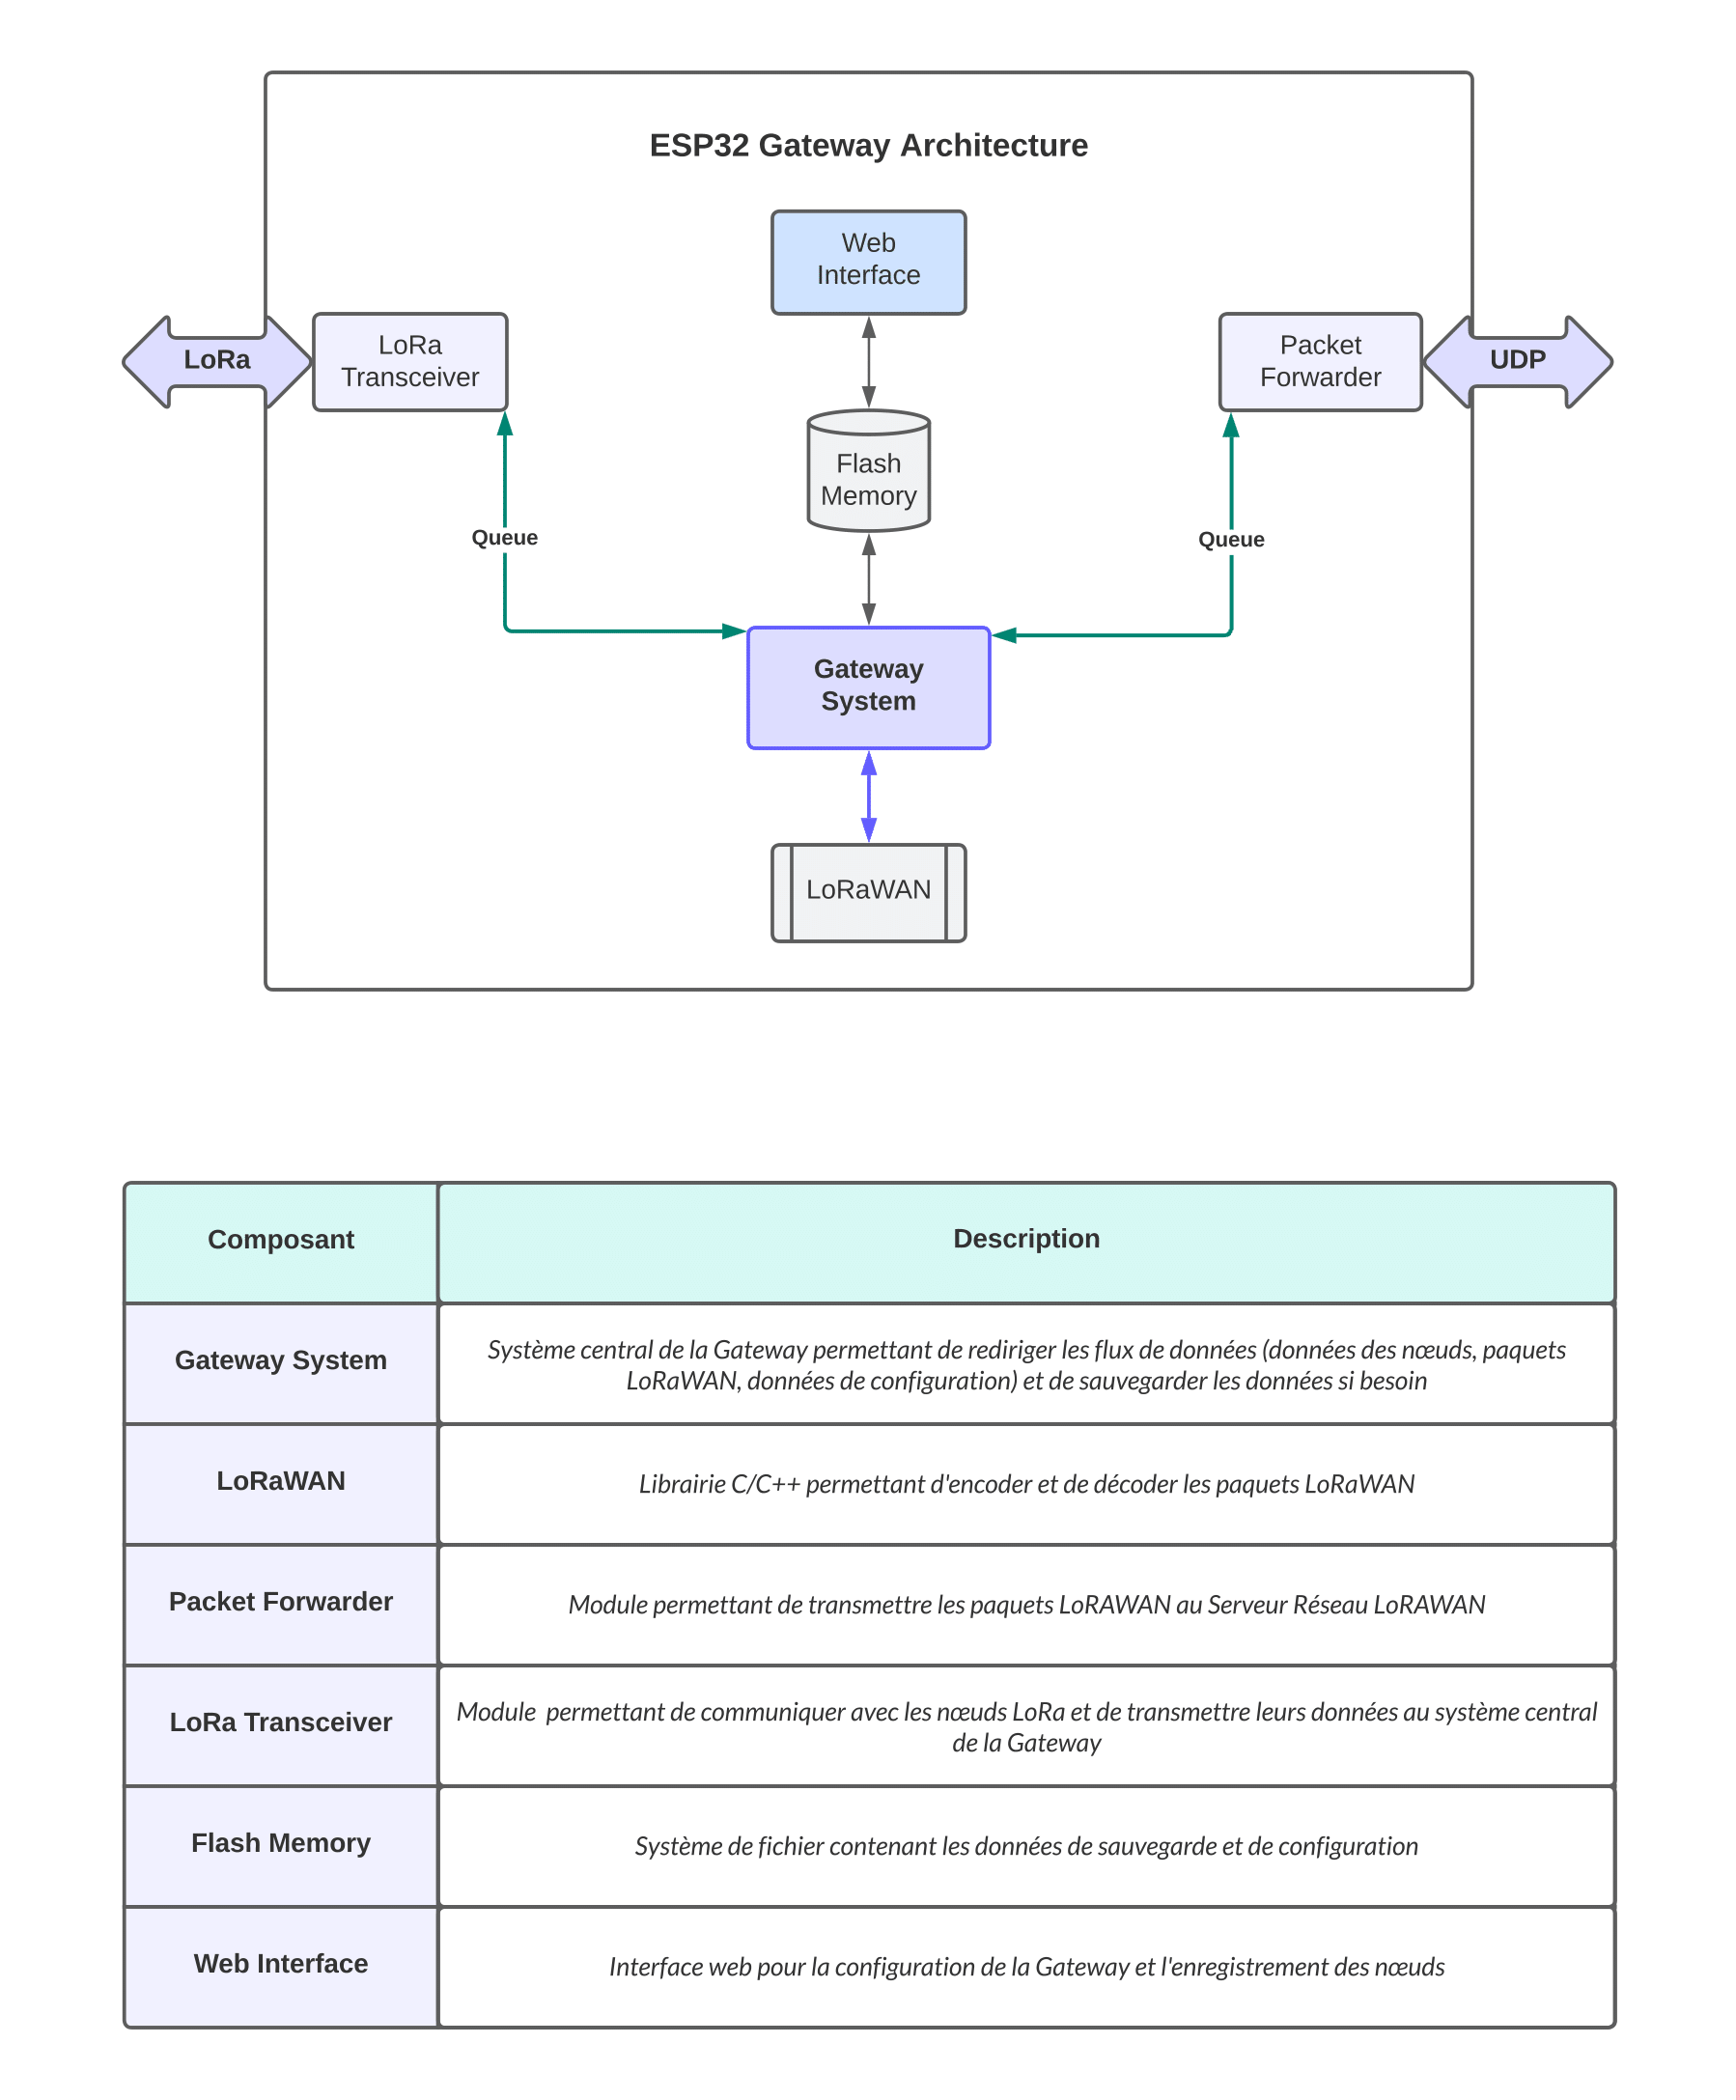 ESP32 Gateway Architecture
Web
Interface
LoRa
LoRa
Transceiver
Packet
Forwarder
UDP
Flash
Memory
Queue
Queue
Gateway
System
LoRaWAN
Composant
Description
Gateway System
Système central de la Gateway permettant de rediriger les flux de données (données des nœuds, paquets
LoRaWAN, données de configuration) et de sauvegarder les données si besoin
LoRaWAN
Librairie C/C++ permettant d'encoder et de décoder les paquets LoRaWAN
Packet Forwarder
Module permettant de transmettre les paquets LoRAWAN au Serveur Réseau LoRAWAN
LoRa Transceiver
Module  permettant de communiquer avec les nœuds LoRa et de transmettre leurs données au système central
de la Gateway
Flash Memory
Système de fichier contenant les données de sauvegarde et de configuration
Web Interface
Interface web pour la configuration de la Gateway et l'enregistrement des nœuds